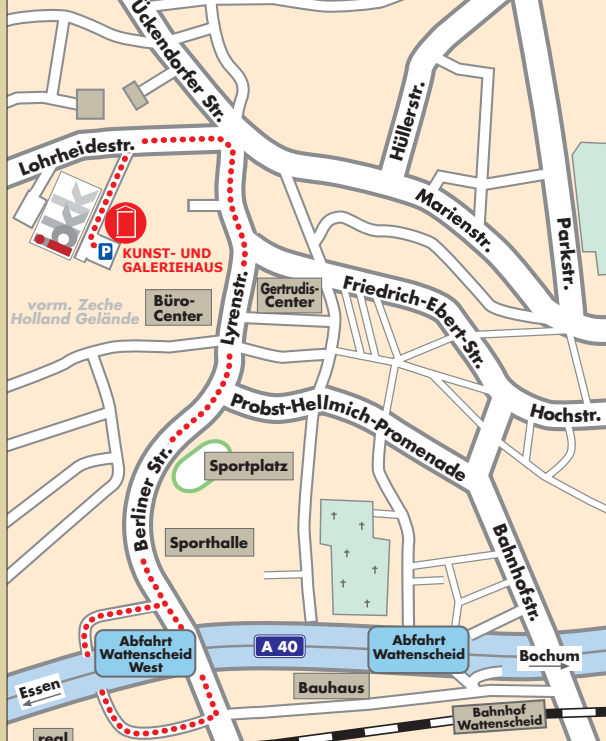 ückendorfer Str.
Hüllerstr.
Lohrheidestr.
Marienstr.
Parkstr.
bkk
P
KUNST- UND
GALERIEHAUS
vorm. Zeche
Holland Gelände
Büro-
Center
Lyrenstr.
Gertrudis-
Center
Friedrich-Ebert-Str.
Probst-Hellmich-Promenade
Hochstr.
Berliner Str.
Sportplatz
Sporthalle
Bahnhofstr.
Abfahrt
Wattenscheid
West
A 40
Abfahrt
Wattenscheid
Bochum
Essen
Bauhaus
Bahnhof
Wattenscheid
real